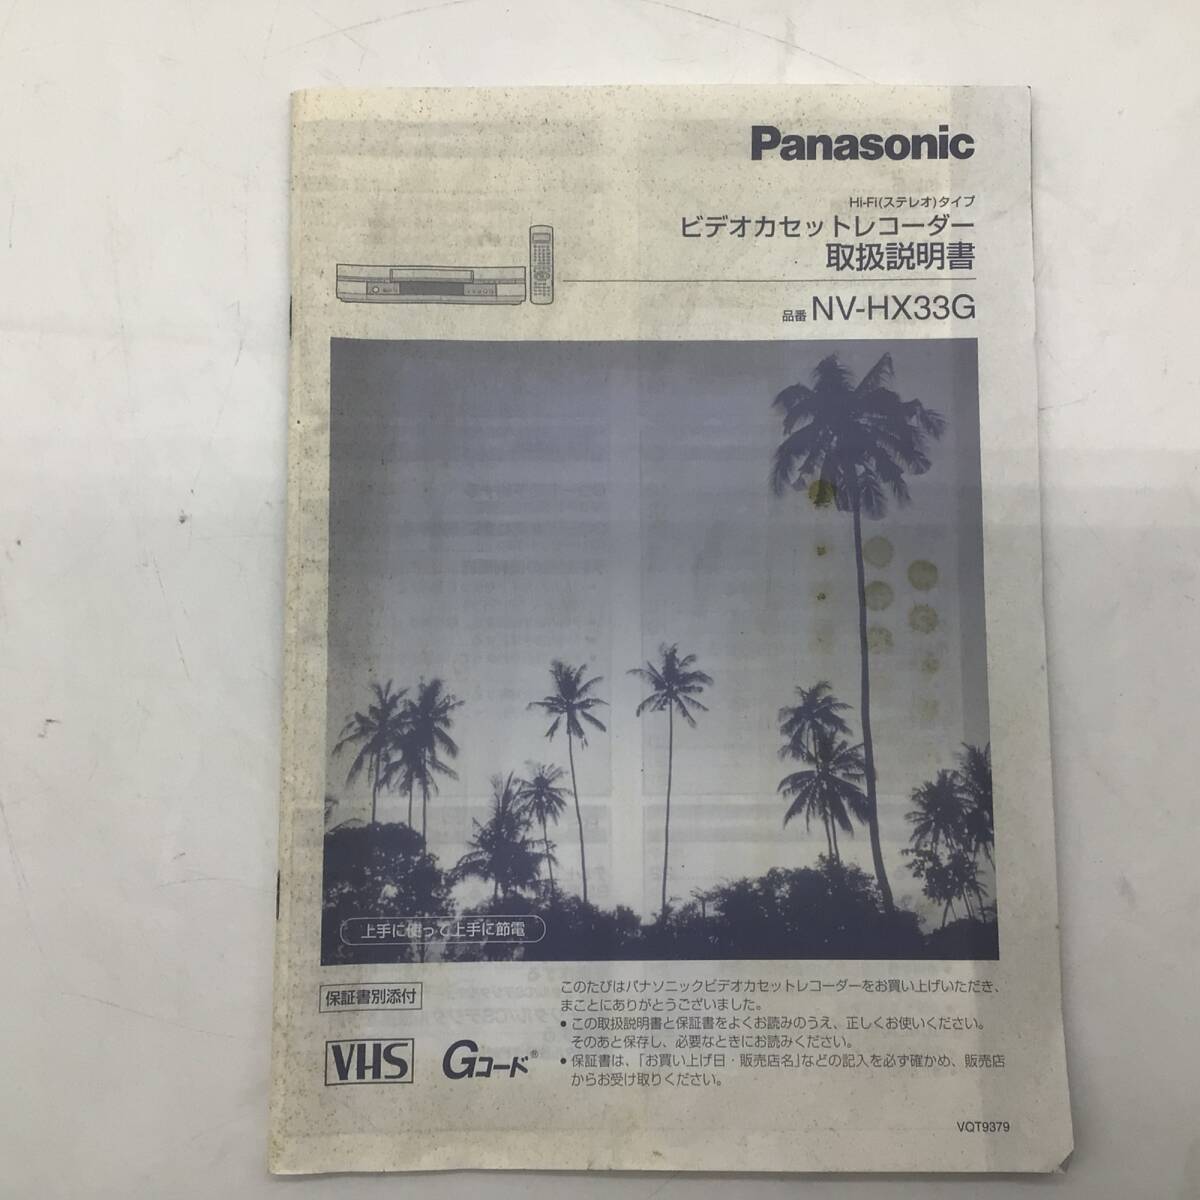 Panasonic
Hi-Fi(ステレオ)タイプ
ビデオカセットレコーダー
取扱説明書
品番 NV-HX33G
上手に使って上手に節電
保証書別添付
VHS
Gコード®
このたびはパナソニックビデオカセットレコーダーをお買い上げいただき、
まことにありがとうございました。
•この取扱説明書と保証書をよくお読みのうえ、正しくお使いください。
そのあと保存し、必要なときにお読みください。
•保証書は、「お買い上げ日・販売店名」などの記入を必ず確かめ、販売店
からお受け取りください。
VQT9379